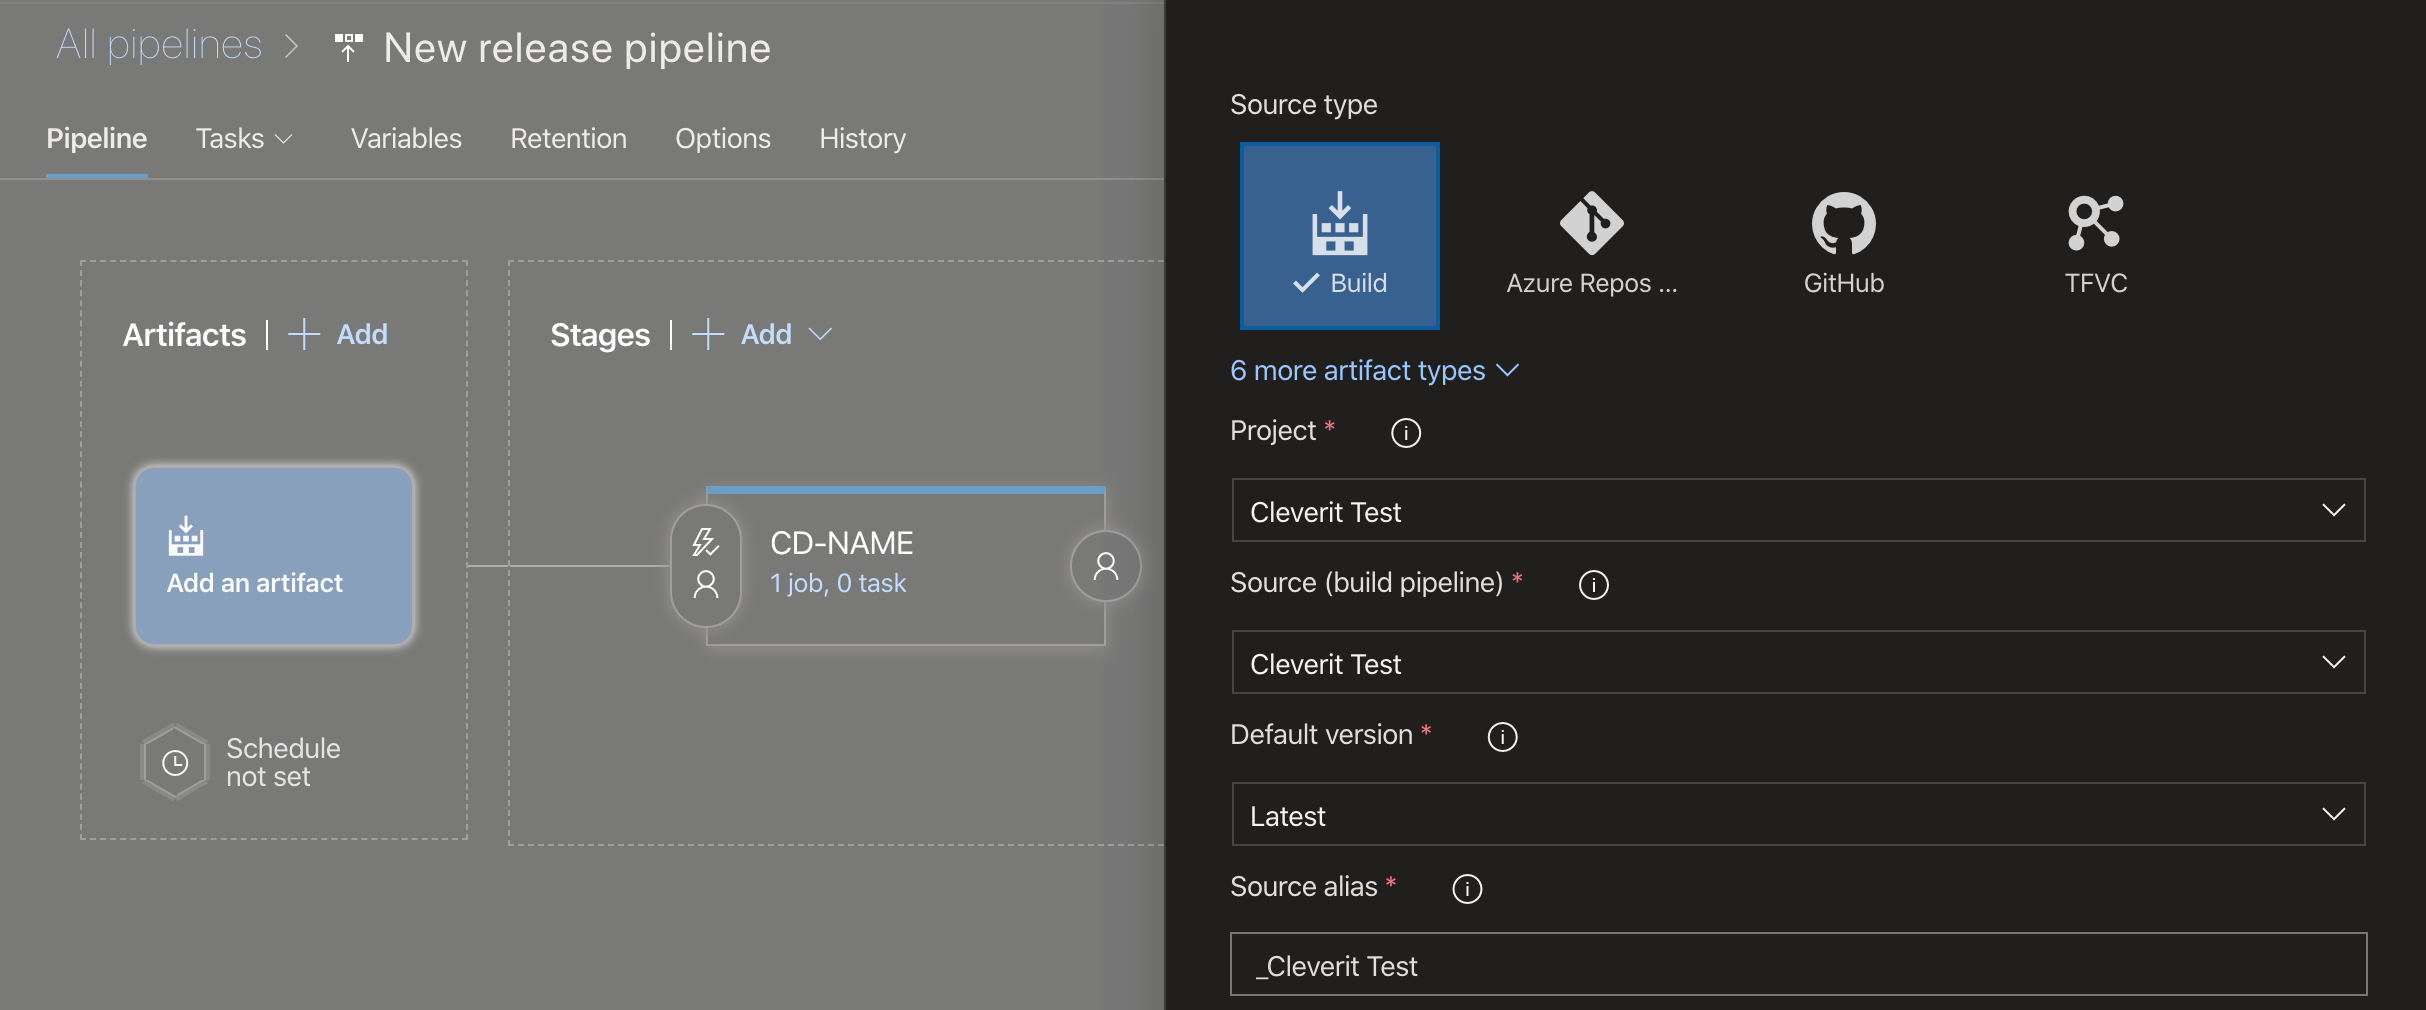 All pipelines > New release pipeline
Pipeline Tasks Variables Retention Options History
Artifacts | + Add
Add an artifact
Schedule
not set
Stages | + Add
CD-NAME
1 job, 0 task
Source type
Build Azure Repos ... GitHub TFVC
6 more artifact types
Project *
Cleverit Test
Source (build pipeline) *
Cleverit Test
Default version *
Latest
Source alias *
_Cleverit Test